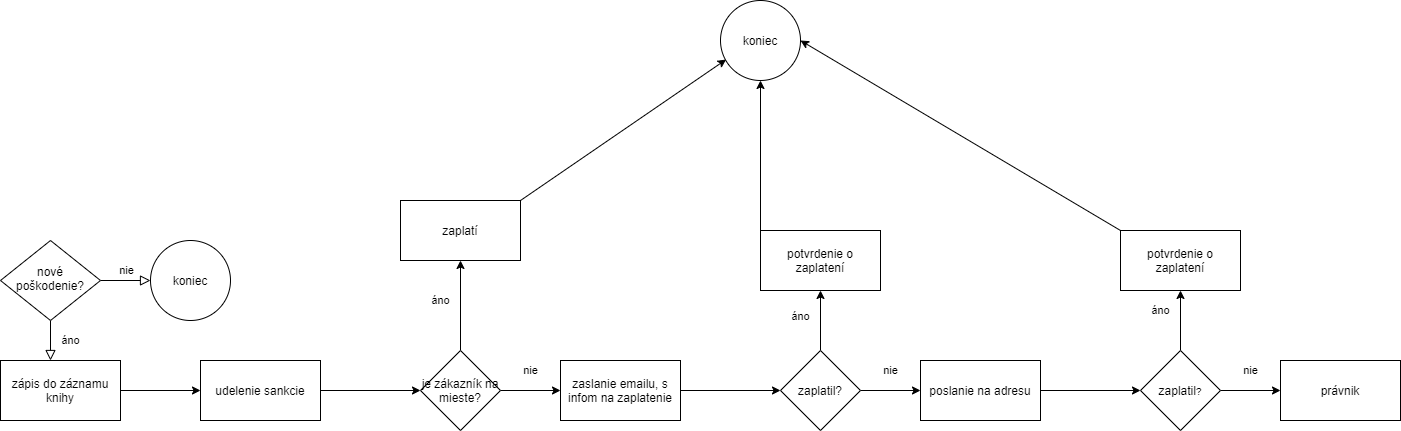 koniec
zaplatí
potvrdenie o
zaplatení
potvrdenie o
zaplatení
nové
poškodenie?
nie
koniec
áno
áno
áno
áno
zápis do záznamu
knihy
udelenie sankcie
je zákazník na
mieste?
nie
zaslanie emailu, s
infom na zaplatenie
zaplatil?
nie
poslanie na adresu
zaplatil?
nie
právnik